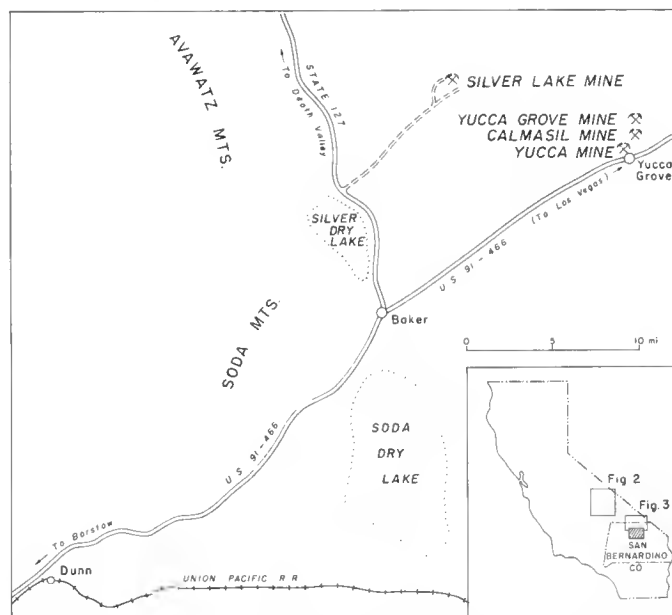 AVAWATZ MTS.
STATE 127
To Death Valley
SILVER LAKE MINE
YUCCA GROVE MINE
CALMASIL MINE
YUCCA MINE
Yucca
Grove
SILVER
DRY
LAKE
U S 91-466 (To Las Vegas)
Baker
SODA MTS.
0 5 10 mi
U S 91-466
SODA
DRY
LAKE
To Barstow
Dunn
UNION PACIFIC R R
Fig 2
Fig. 3
SAN
BERNARDINO
CO